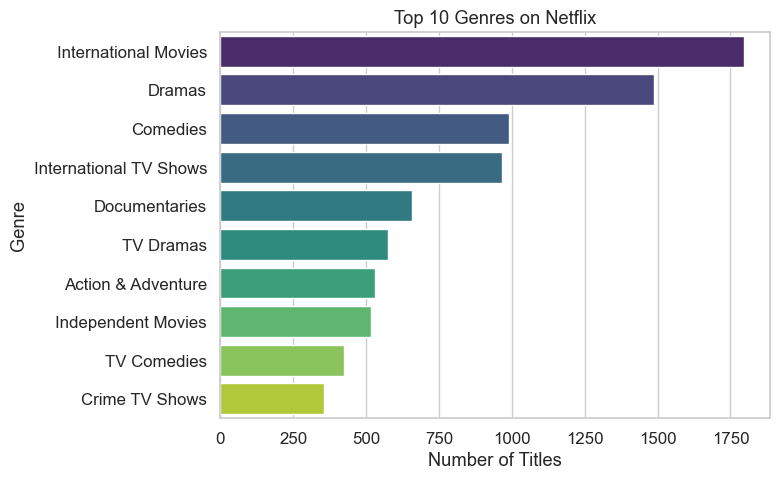 Top 10 Genres on Netflix
International Movies
Dramas
Comedies
International TV Shows
Documentaries
TV Dramas
Action & Adventure
Independent Movies
TV Comedies
Crime TV Shows
Genre
0 250 500 750 1000 1250 1500 1750
Number of Titles